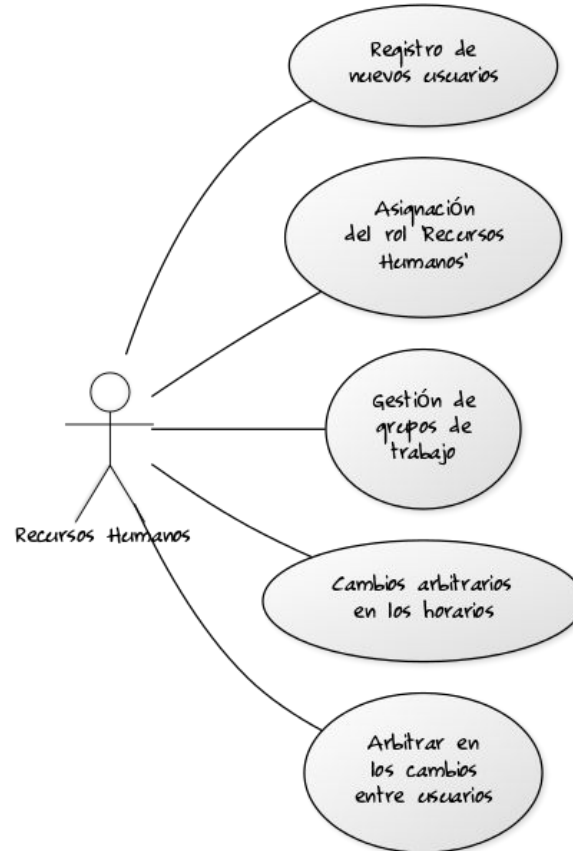 Registro de
nuevos usuarios
Asignación
del rol 'Recursos
Humanos'
Gestión de
grupos de
trabajo
Recursos Humanos
Cambios arbitrarios
en los horarios
Arbitrar en
los cambios
entre usuarios